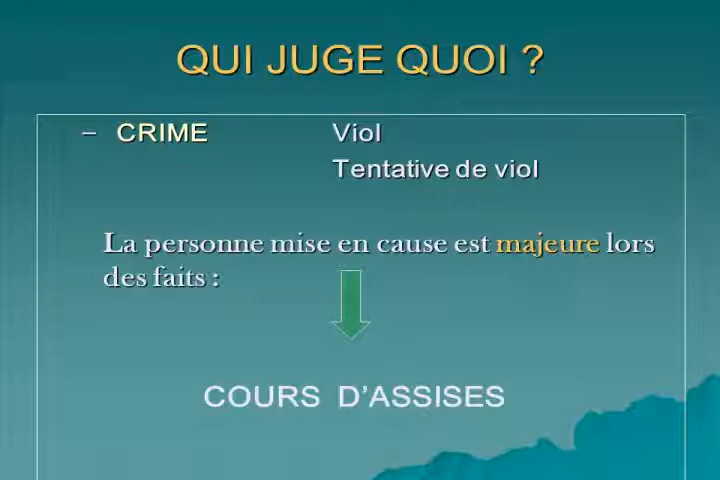 QUI JUGE QUOI ?
– CRIME Viol
Tentative de viol
La personne mise en cause est majeure lors
des faits :
COURS D’ASSISES